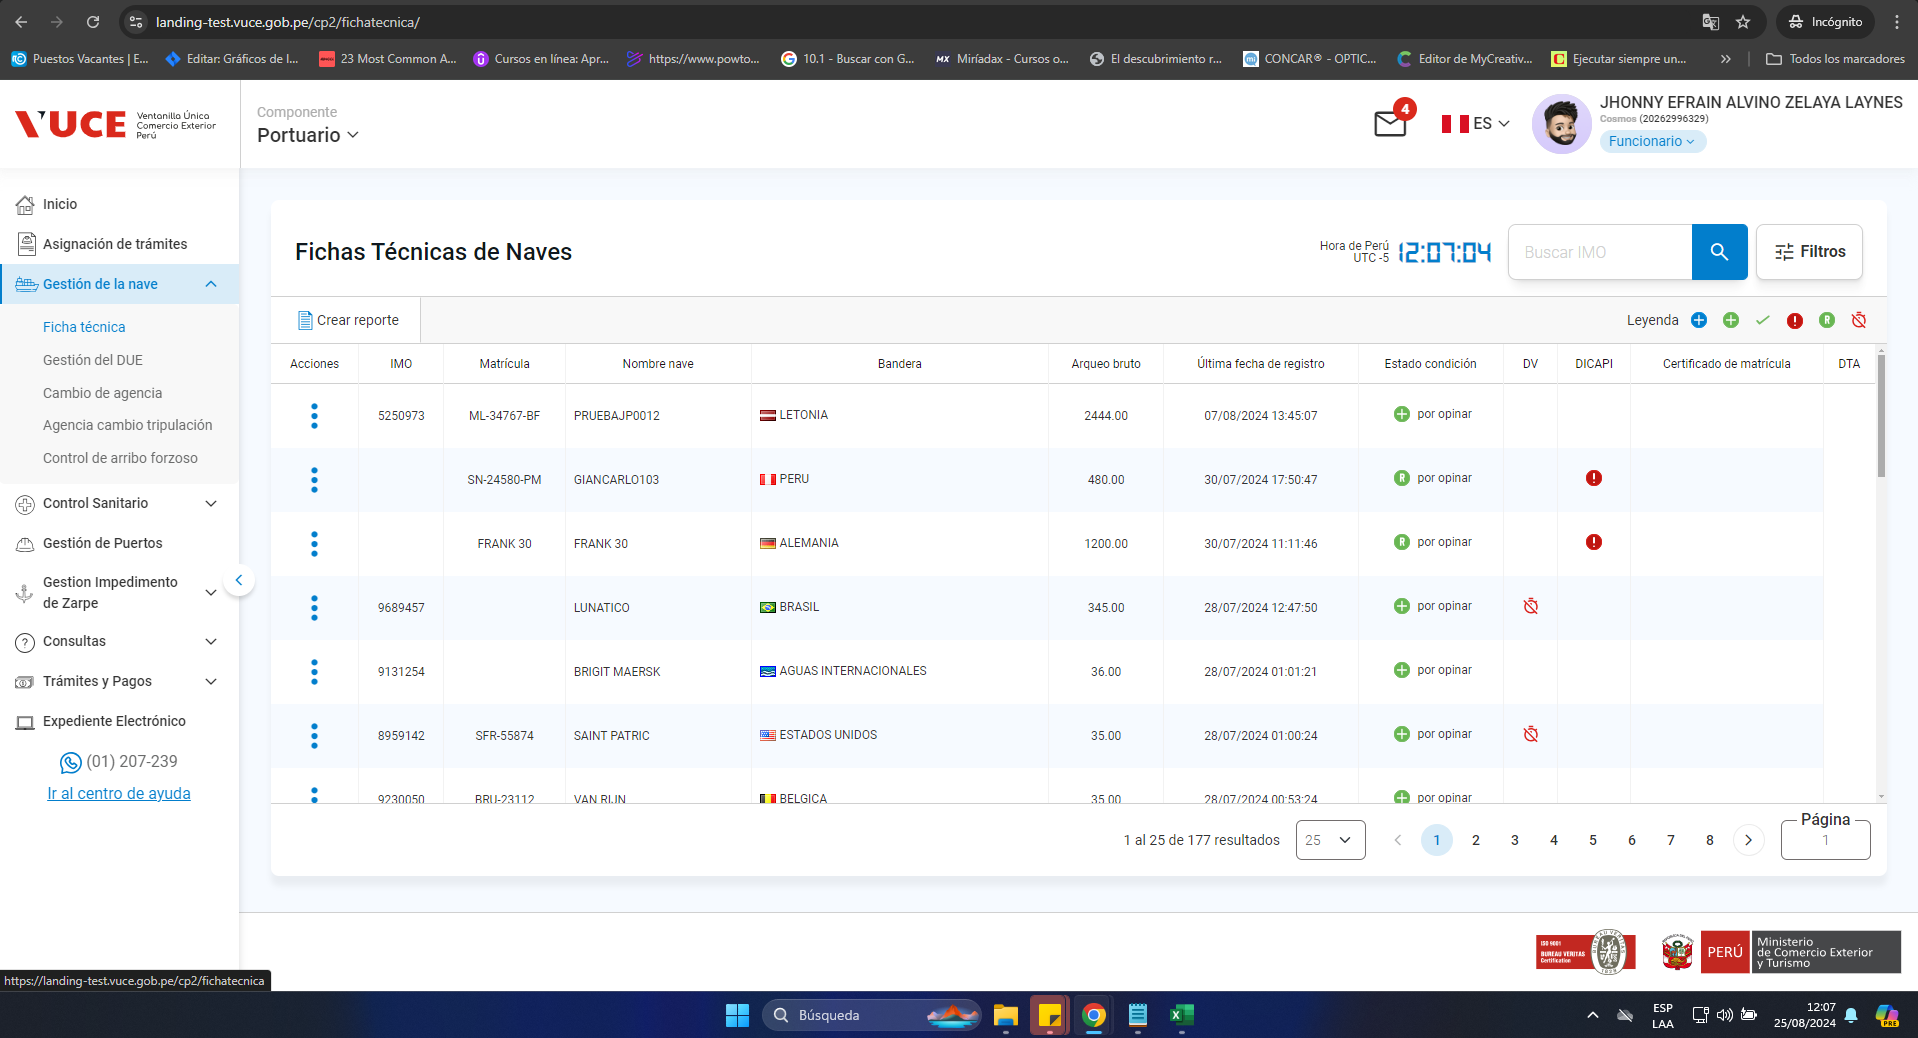 landing-test.vuce.gob.pe/cp2/fichatecnica/
Incógnito
Puestos Vacantes | E...
Editar: Gráficos de l...
23 Most Common A...
Cursos en línea: Apr...
https://www.powto...
10.1 - Buscar con G...
Miríadax - Cursos o...
El descubrimiento r...
CONCAR® - OPTIC...
Editor de MyCreativ...
Ejecutar siempre un...
Todos los marcadores
VUCE
Ventanilla Única
Comercio Exterior
Perú
Componente
Portuario
4
ES
JHONNY EFRAIN ALVINO ZELAYA LAYNES
Cosmos (20262996329)
Funcionario
Inicio
Asignación de trámites
Gestión de la nave
Ficha técnica
Gestión del DUE
Cambio de agencia
Agencia cambio tripulación
Control de arribo forzoso
Control Sanitario
Gestión de Puertos
Gestion Impedimento
de Zarpe
Consultas
Trámites y Pagos
Expediente Electrónico
(01) 207-239
Ir al centro de ayuda
Fichas Técnicas de Naves
Hora de Perú
UTC -5
12:07:04
Buscar IMO
Filtros
Crear reporte
Leyenda
R
Acciones IMO Matrícula Nombre nave Bandera Arqueo bruto Última fecha de registro Estado condición DV DICAPI Certificado de matrícula DTA
5250973 ML-34767-BF PRUEBAJP0012 LETONIA 2444.00 07/08/2024 13:45:07 por opinar
SN-24580-PM GIANCARLO103 PERU 480.00 30/07/2024 17:50:47 R por opinar
FRANK 30 FRANK 30 ALEMANIA 1200.00 30/07/2024 11:11:46 R por opinar
9689457 LUNATICO BRASIL 345.00 28/07/2024 12:47:50 por opinar
9131254 BRIGIT MAERSK AGUAS INTERNACIONALES 36.00 28/07/2024 01:01:21 por opinar
8959142 SFR-55874 SAINT PATRIC ESTADOS UNIDOS 35.00 28/07/2024 01:00:24 por opinar
9230050 BRU-23112 VAN RIJN BELGICA 35.00 28/07/2024 00:53:24 por opinar
1 al 25 de 177 resultados
25
1 2 3 4 5 6 7 8
Página
1
ISO 9001
BUREAU VERITAS
Certification
BUREAU VERITAS
1828
PERÚ
Ministerio
de Comercio Exterior
y Turismo
https://landing-test.vuce.gob.pe/cp2/fichatecnica
Búsqueda
ESP
LAA
12:07
25/08/2024
PRE